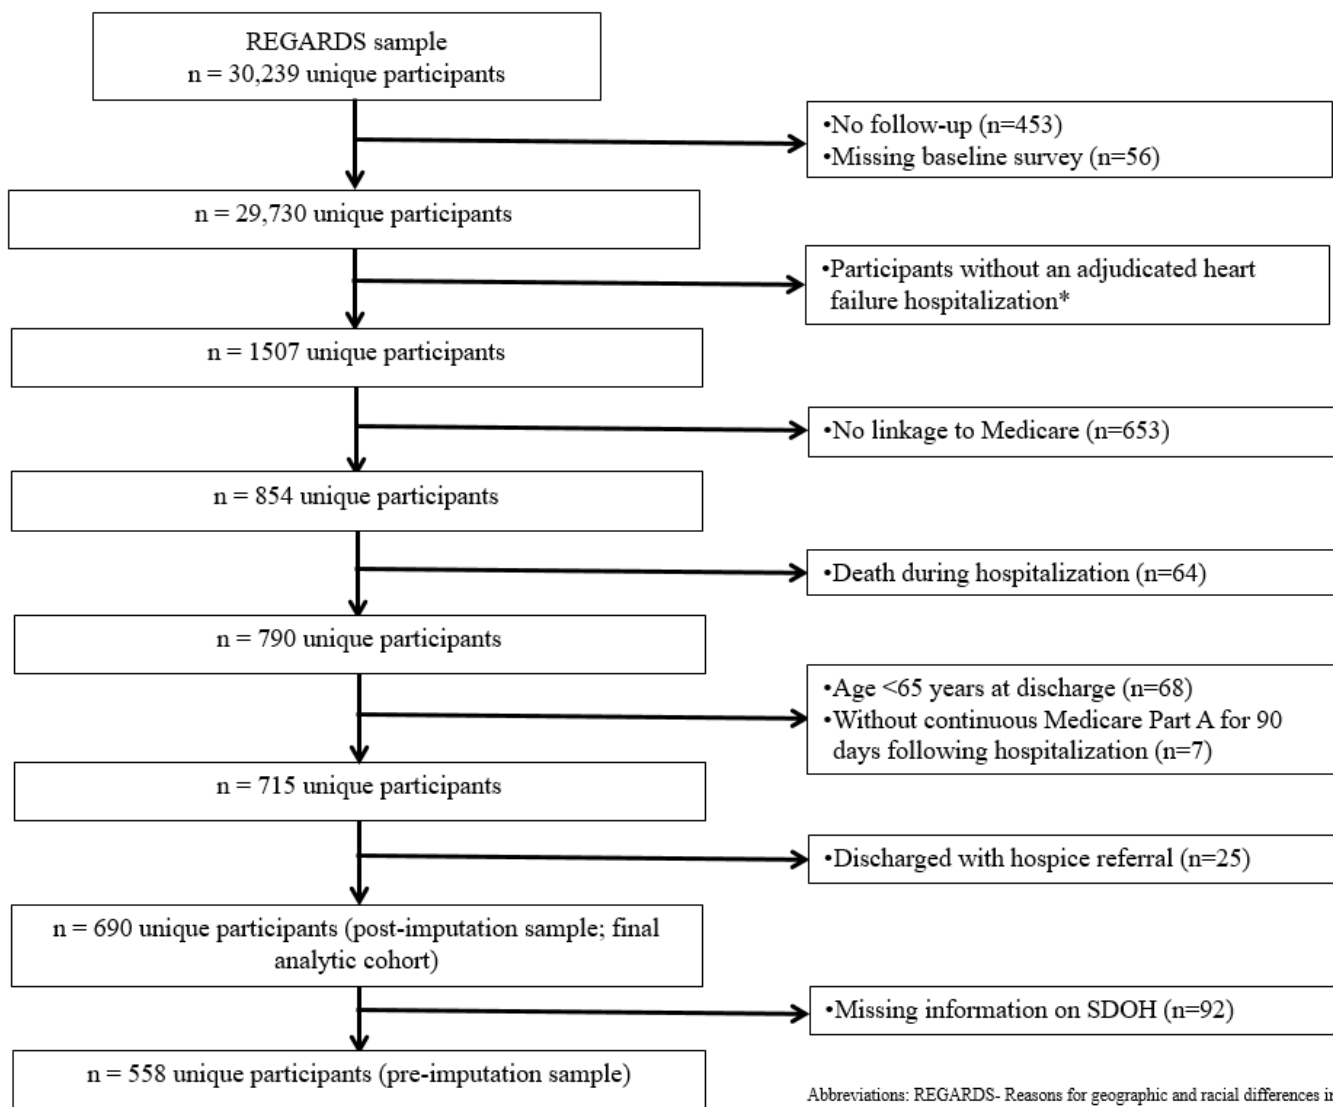 REGARDS sample
n = 30,239 unique participants
•No follow-up (n=453)
•Missing baseline survey (n=56)
n = 29,730 unique participants
•Participants without an adjudicated heart
failure hospitalization*
n = 1507 unique participants
•No linkage to Medicare (n=653)
n = 854 unique participants
•Death during hospitalization (n=64)
n = 790 unique participants
•Age <65 years at discharge (n=68)
•Without continuous Medicare Part A for 90
days following hospitalization (n=7)
n = 715 unique participants
•Discharged with hospice referral (n=25)
n = 690 unique participants (post-imputation sample; final
analytic cohort)
•Missing information on SDOH (n=92)
n = 558 unique participants (pre-imputation sample)
Abbreviations: REGARDS- Reasons for geographic and racial differences in